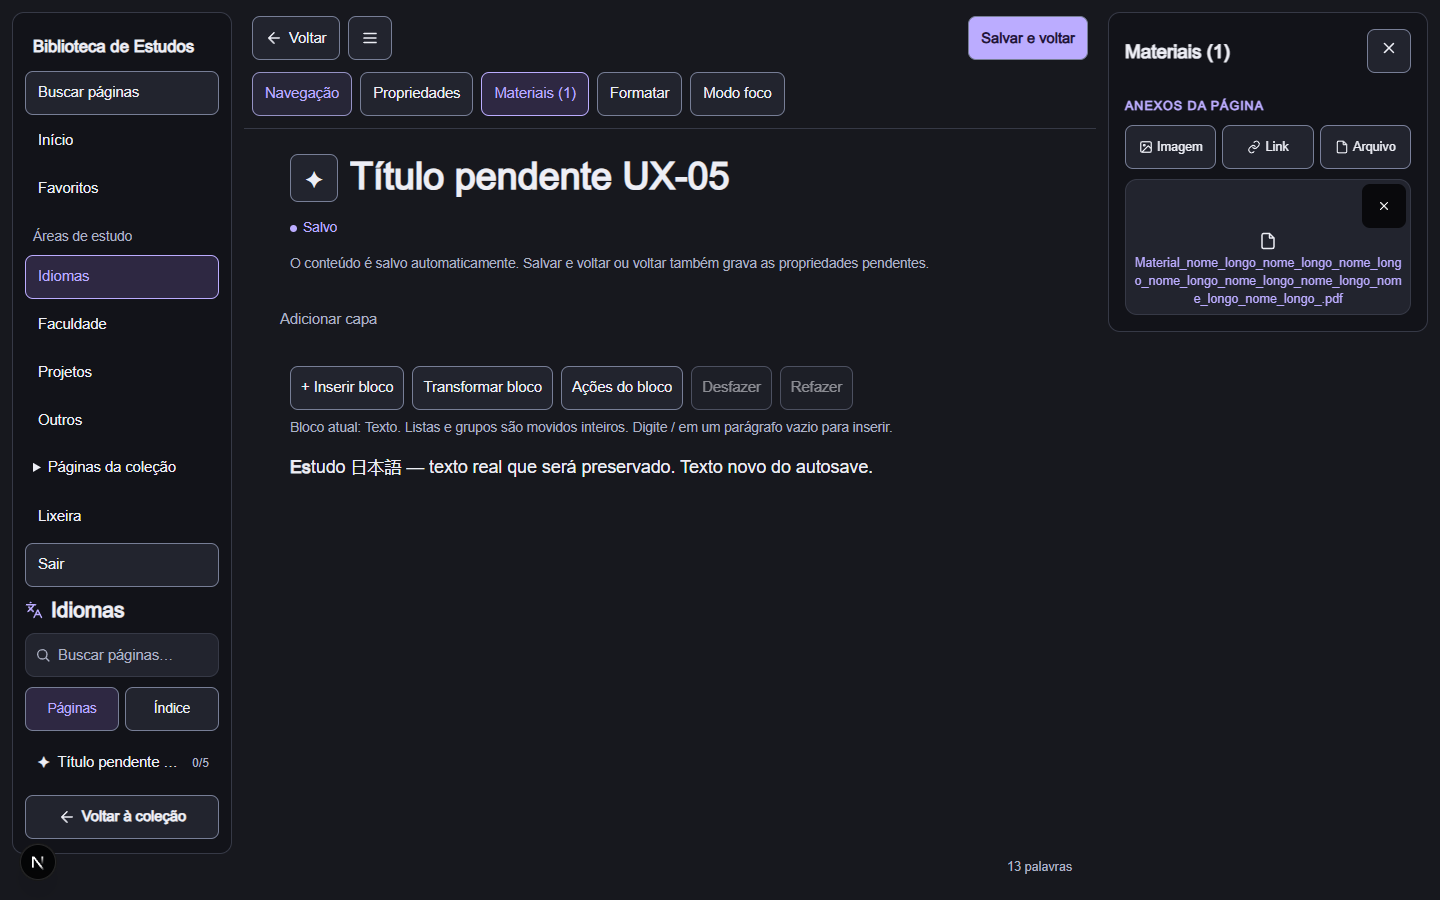 Biblioteca de Estudos
Buscar páginas
Início
Favoritos
Áreas de estudo
Idiomas
Faculdade
Projetos
Outros
Páginas da coleção
Lixeira
Sair
Idiomas
Buscar páginas...
Páginas
Índice
Título pendente ...
0/5
Voltar à coleção
N
Voltar
Salvar e voltar
Navegação
Propriedades
Materiais (1)
Formatar
Modo foco
Título pendente UX-05
Salvo
O conteúdo é salvo automaticamente. Salvar e voltar ou voltar também grava as propriedades pendentes.
Adicionar capa
+ Inserir bloco
Transformar bloco
Ações do bloco
Desfazer
Refazer
Bloco atual: Texto. Listas e grupos são movidos inteiros. Digite / em um parágrafo vazio para inserir.
Estudo 日本語 — texto real que será preservado. Texto novo do autosave.
13 palavras
Materiais (1)
ANEXOS DA PÁGINA
Imagem
Link
Arquivo
Material_nome_longo_nome_longo_nome_long
o_nome_longo_nome_longo_nome_longo_nom
e_longo_nome_longo_.pdf